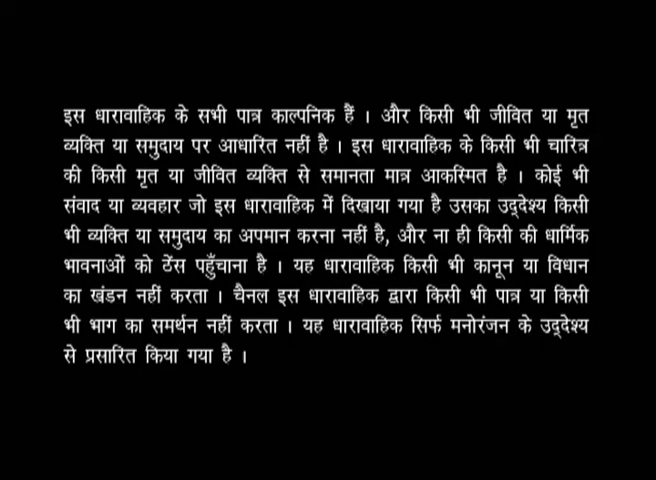 इस धारावाहिक के सभी पात्र काल्पनिक हैं । और किसी भी जीवित या मृत
व्यक्ति या समुदाय पर आधारित नहीं है । इस धारावाहिक के किसी भी चारित्र
की किसी मृत या जीवित व्यक्ति से समानता मात्र आकस्मित है । कोई भी
संवाद या व्यवहार जो इस धारावाहिक में दिखाया गया है उसका उद्देश्य किसी
भी व्यक्ति या समुदाय का अपमान करना नहीं है, और ना ही किसी की धार्मिक
भावनाओं को ठेंस पहुँचाना है । यह धारावाहिक किसी भी कानून या विधान
का खंडन नहीं करता । चैनल इस धारावाहिक द्वारा किसी भी पात्र या किसी
भी भाग का समर्थन नहीं करता । यह धारावाहिक सिर्फ मनोरंजन के उद्देश्य
से प्रसारित किया गया है ।